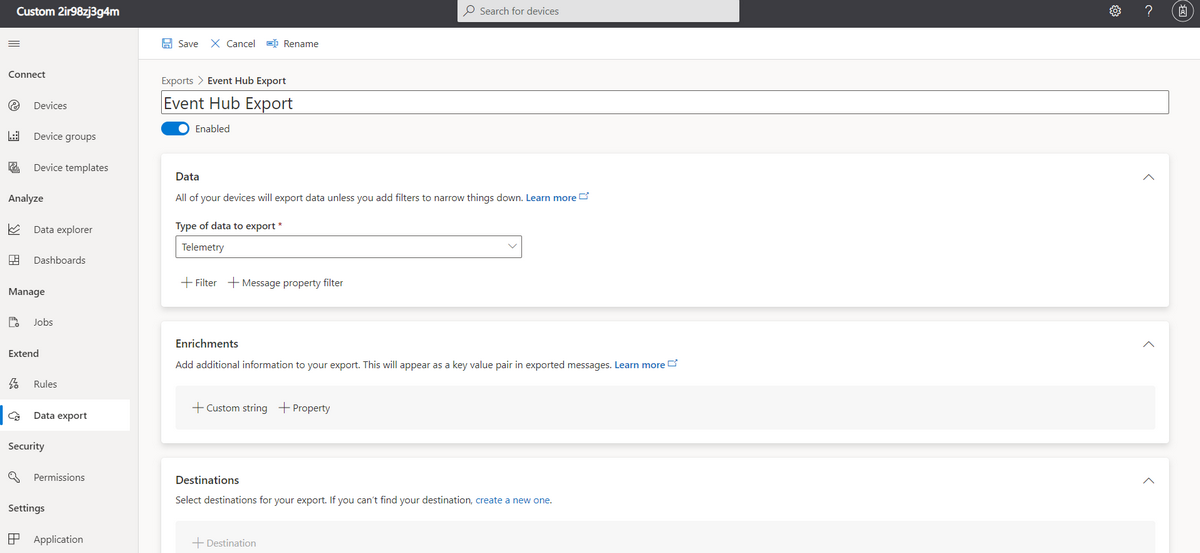 Custom 2ir98zj3g4m
Search for devices
?
Save Cancel Rename
Connect
Devices
Device groups
Device templates
Analyze
Data explorer
Dashboards
Manage
Jobs
Extend
Rules
Data export
Security
Permissions
Settings
Application
Exports > Event Hub Export
Event Hub Export
Enabled
Data
All of your devices will export data unless you add filters to narrow things down. Learn more
Type of data to export *
Telemetry
+ Filter + Message property filter
Enrichments
Add additional information to your export. This will appear as a key value pair in exported messages. Learn more
+ Custom string + Property
Destinations
Select destinations for your export. If you can't find your destination, create a new one.
+ Destination